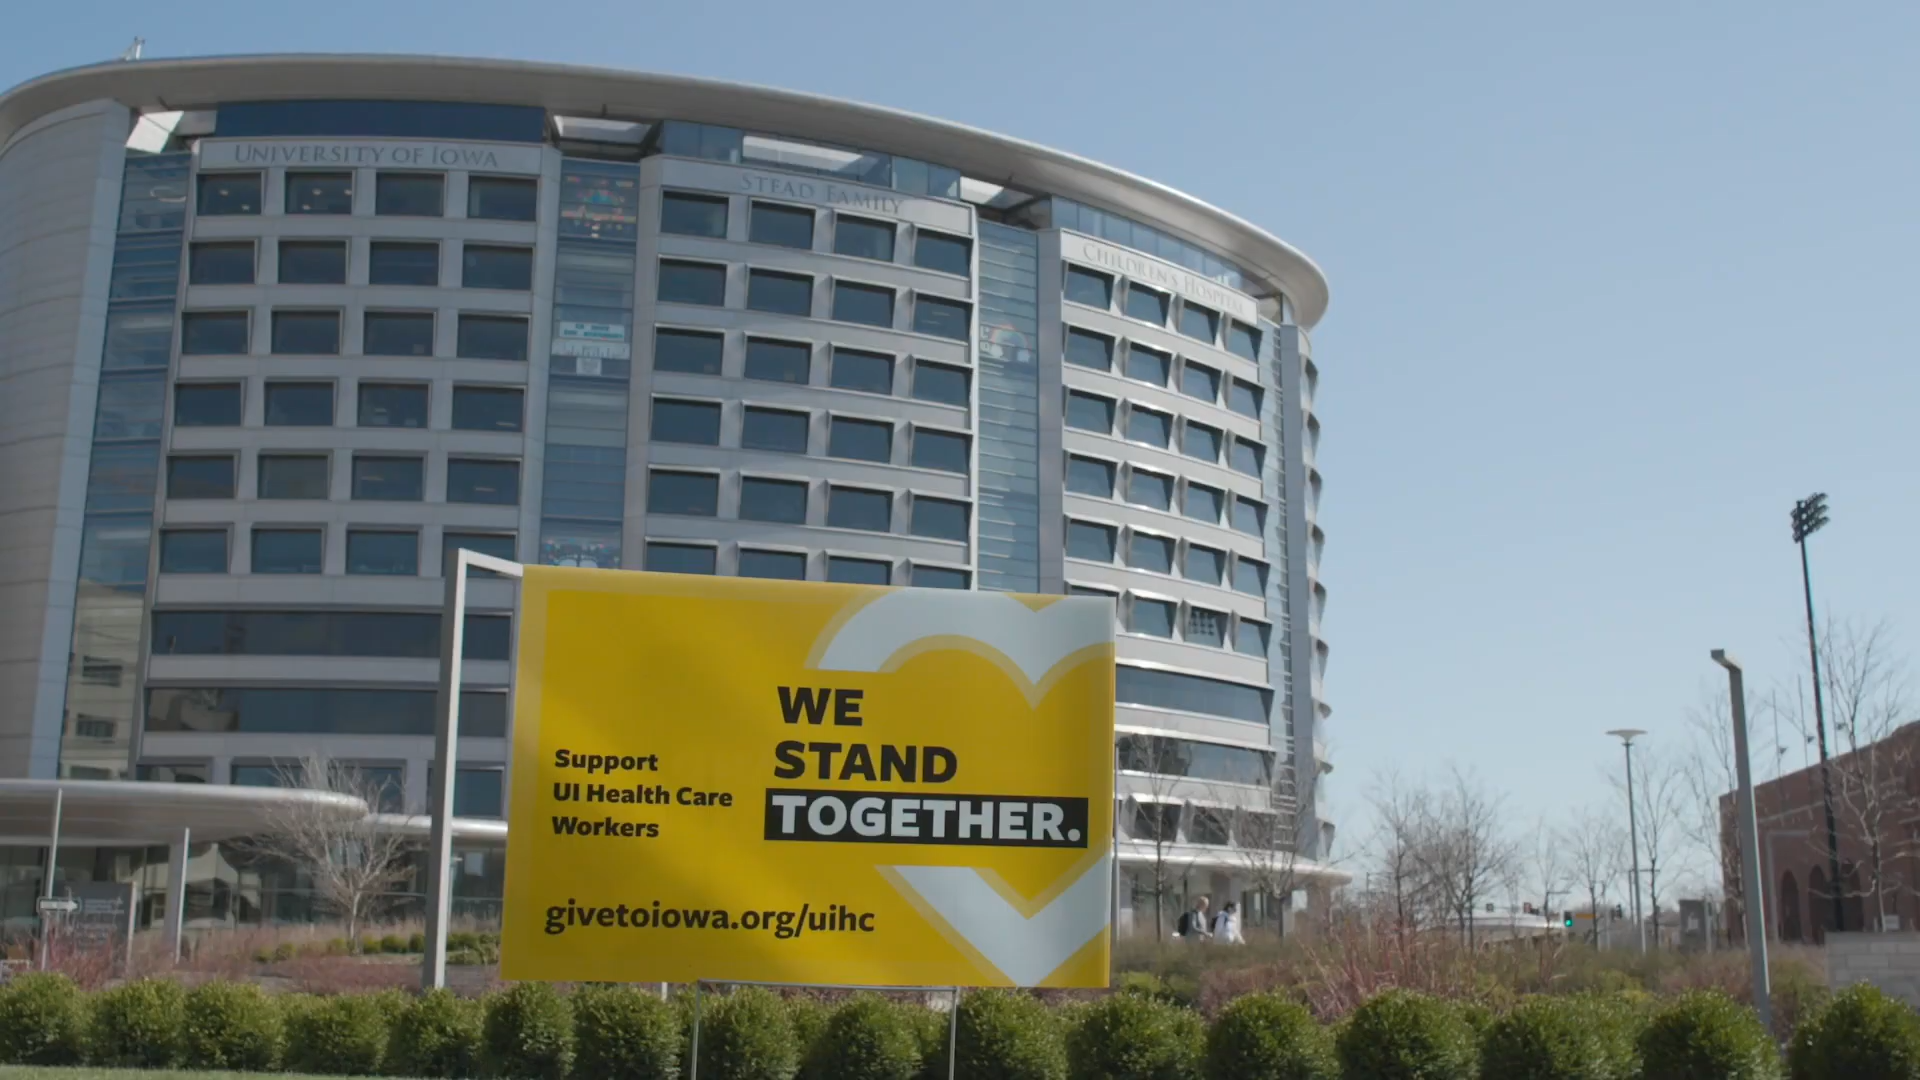 UNIVERSITY OF IOWA
STEAD FAMILY
CHILDREN'S HOSPITAL
WE
STAND
TOGETHER.
Support
UI Health Care
Workers
givetoiowa.org/uihc